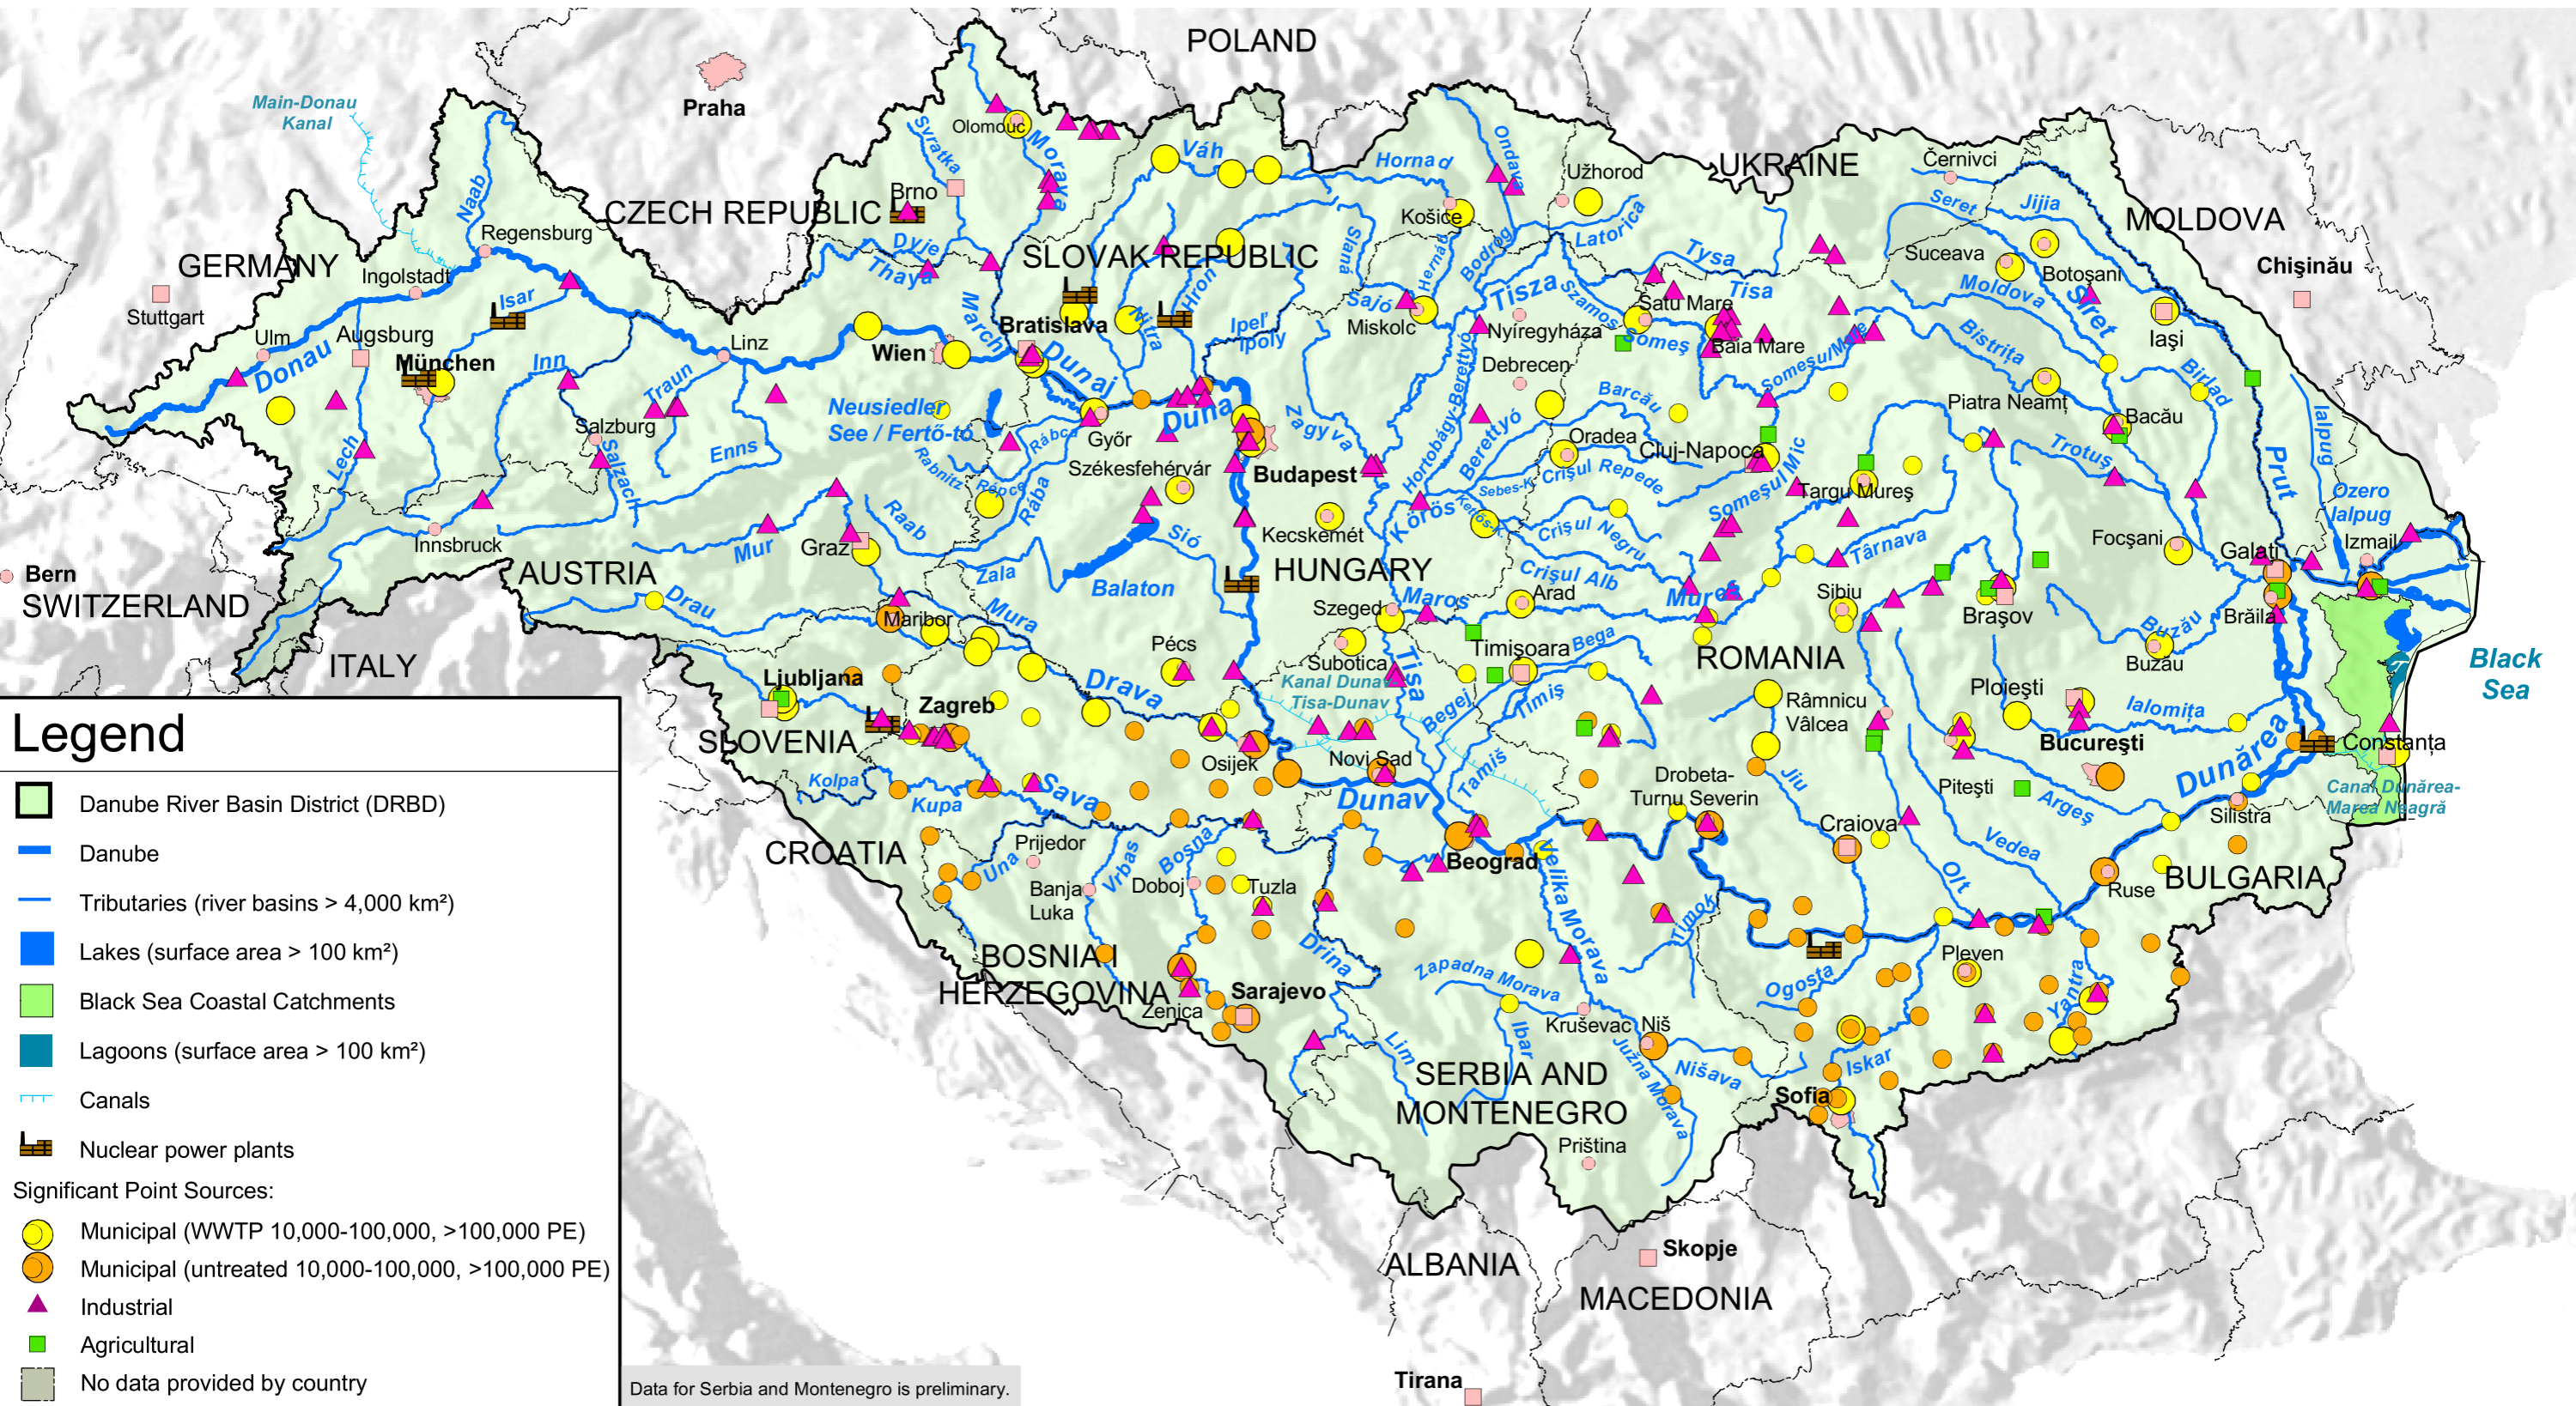 POLAND
Main-Donau
Kanal
Praha
Olomouc
Morava
Svratka
Váh
Hornad
Ondava
Užhorod
UKRAINE
Černivci
Seret
Jijia
MOLDOVA
Naab
Brno
CZECH REPUBLIC
Košice
Latorica
Regensburg
Dyje
Thaya
SLOVAK REPUBLIC
Slaná
Hernád
Bodrog
Tysa
Tisa
Suceava
Botoşani
Chişinău
GERMANY
Ingolstadt
Isar
Hron
Sajó
Tisza
Szamos
Satu Mare
Moldova
Siret
Stuttgart
Ulm
Augsburg
München
Linz
Wien
March
Bratislava
Nitra
Ipeľ
Ipoly
Miskolc
Nyíregyháza
Someş
Baia Mare
Bistriţa
Iaşi
Donau
Inn
Traun
Dunaj
Debrecen
Someşu/Mare
Birlad
Neusiedler
See / Fertő-tó
Duna
Zagyva
Hortobágy-Berettyó
Berettyó
Barcău
Piatra Neamţ
Bacău
Ialpug
Salzburg
Salzach
Lech
Enns
Rabnitz
Rábca
Győr
Répce
Rába
Székesfehérvár
Budapest
Oradea
Cluj-Napoca
Sebes-K
Crişul Repede
Someşul Mic
Trotuş
Prut
Targu Mureş
Ozero
Ialpug
Innsbruck
Mur
Graz
Raab
Sió
Kecskemét
Körös
Kettős-K
Crişul Negru
Târnava
Focşani
Galaţi
Izmail
Bern
SWITZERLAND
AUSTRIA
Zala
Balaton
HUNGARY
Crişul Alb
Arad
Drau
Maribor
Mura
Szeged
Maros
Mureş
Sibiu
Braşov
Brăila
Buzău
Buzău
ITALY
Pécs
Subotica
Timişoara
Bega
ROMANIA
Black
Sea
Ljubljana
Zagreb
Drava
Kanal Dunav-
Tisa-Dunav
Tisa
Begej
Timiş
Râmnicu
Vâlcea
Ploieşti
Ialomiţa
SLOVENIA
Osijek
Novi Sad
Bucureşti
Constanţa
Kolpa
Kupa
Sava
Dunav
Tamiš
Drobeta-
Turnu Severin
Jiu
Piteşti
Argeş
Dunărea
Canal Dunărea-
Marea Neagră
Silistra
CROATIA
Prijedor
Una
Banja
Luka
Vrbas
Bosna
Doboj
Tuzla
Beograd
Velika Morava
Craiova
Olt
Vedea
Ruse
BULGARIA
BOSNIA I
HERZEGOVINA
Zenica
Sarajevo
Drina
Zapadna Morava
Timok
Ogosta
Pleven
Yantra
Lim
Ibar
Kruševac
Niš
Južna Morava
Nišava
Iskar
SERBIA AND
MONTENEGRO
Sofia
Priština
ALBANIA
Skopje
MACEDONIA
Tirana
Legend
Danube River Basin District (DRBD)
Danube
Tributaries (river basins > 4,000 km²)
Lakes (surface area > 100 km²)
Black Sea Coastal Catchments
Lagoons (surface area > 100 km²)
Canals
Nuclear power plants
Significant Point Sources:
Municipal (WWTP 10,000-100,000, >100,000 PE)
Municipal (untreated 10,000-100,000, >100,000 PE)
Industrial
Agricultural
No data provided by country
Data for Serbia and Montenegro is preliminary.